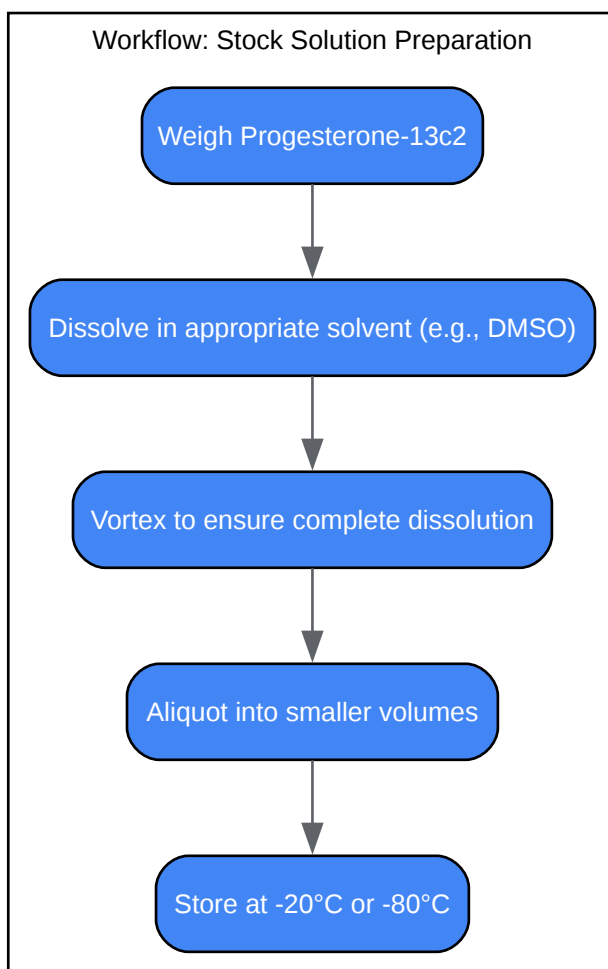 Workflow: Stock Solution Preparation
Weigh Progesterone-13c2
Dissolve in appropriate solvent (e.g., DMSO)
Vortex to ensure complete dissolution
Aliquot into smaller volumes
Store at -20°C or -80°C